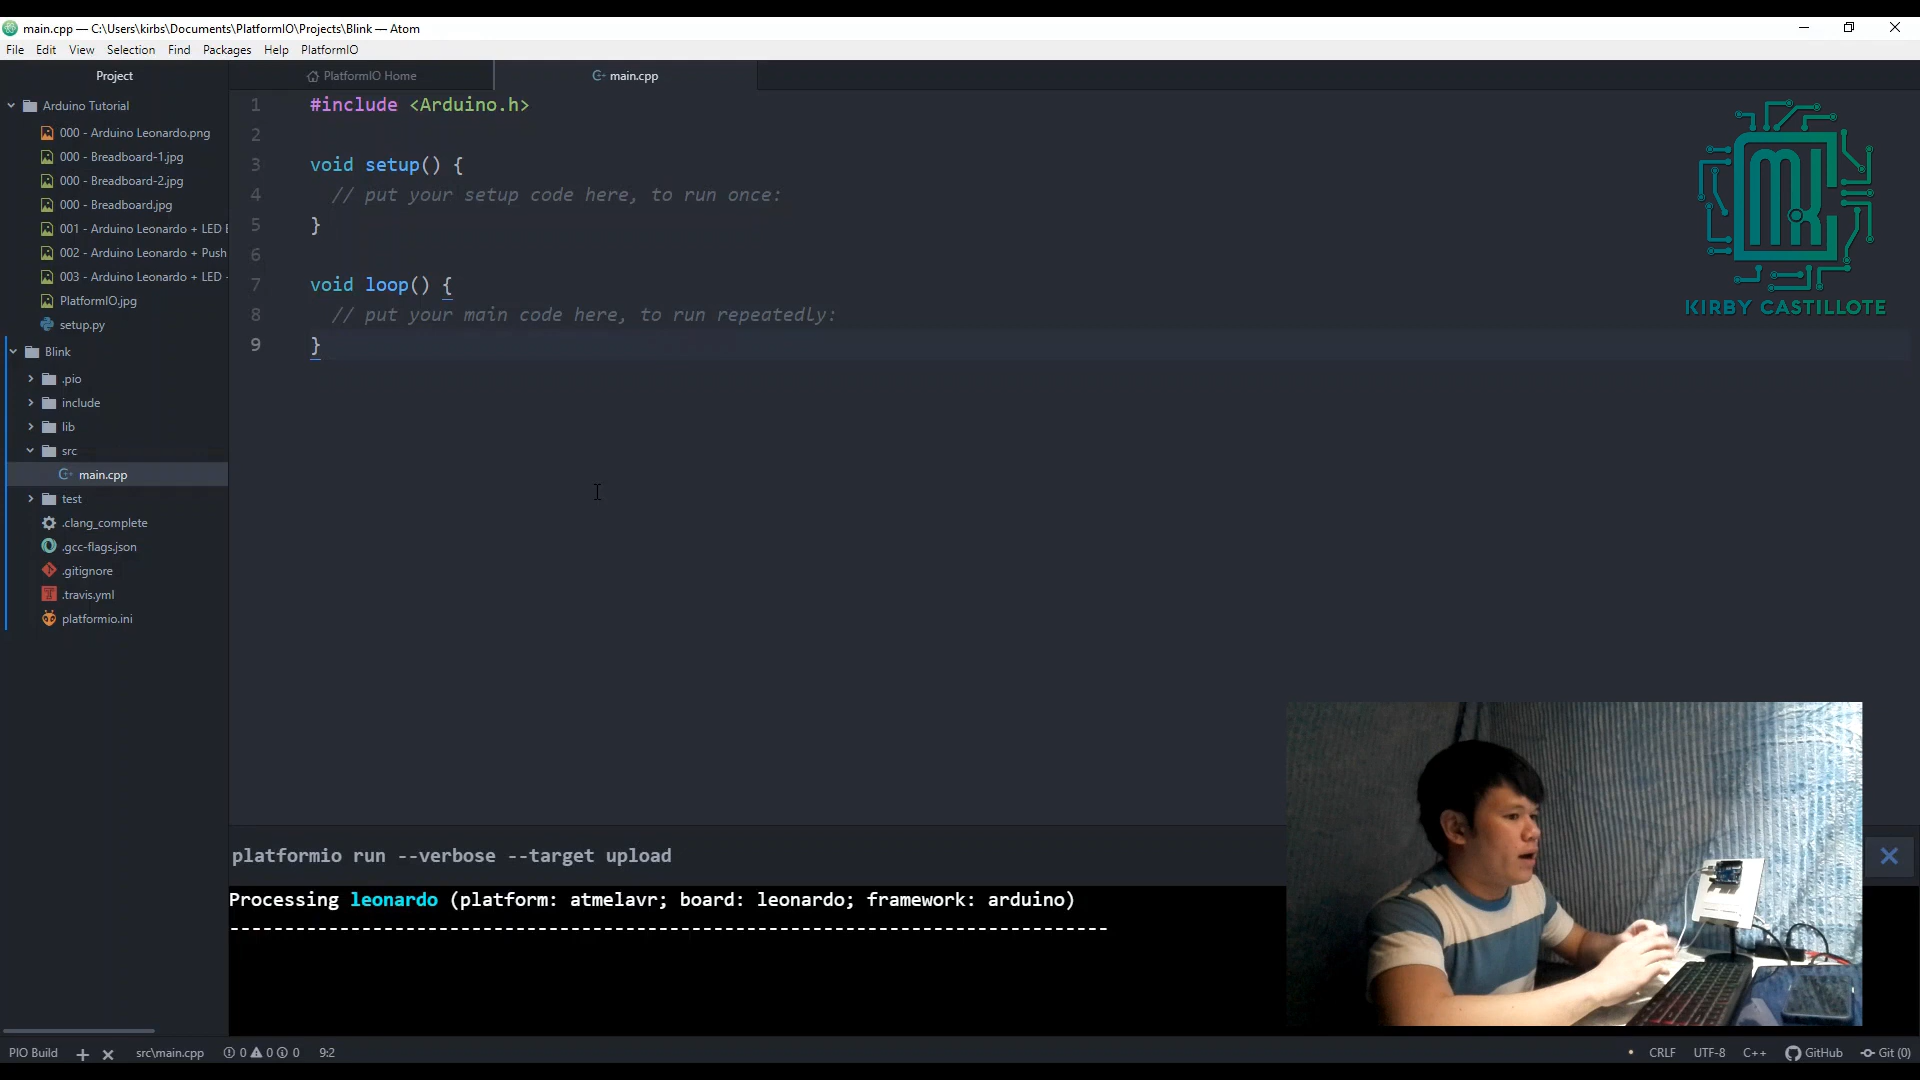 main.cpp — C:\Users\kirbs\Documents\PlatformIO\Projects\Blink — Atom
File Edit View Selection Find Packages Help PlatformIO
Project
Arduino Tutorial
000 - Arduino Leonardo.png
000 - Breadboard-1.jpg
000 - Breadboard-2.jpg
000 - Breadboard.jpg
001 - Arduino Leonardo + LED
002 - Arduino Leonardo + Push
003 - Arduino Leonardo + LED -
PlatformIO.jpg
setup.py
Blink
.pio
include
lib
src
main.cpp
test
.clang_complete
.gcc-flags.json
.gitignore
.travis.yml
platformio.ini
PlatformIO Home main.cpp
1 #include <Arduino.h>
2
3 void setup() {
4 // put your setup code here, to run once:
5 }
6
7 void loop() {
8 // put your main code here, to run repeatedly:
9 }
KIRBY CASTILLOTE
platformio run --verbose --target upload
Processing leonardo (platform: atmelavr; board: leonardo; framework: arduino)
--------------------------------------------------------------------------------
PIO Build + × src\main.cpp 0 0 0 9:2 CRLF UTF-8 C++ GitHub Git (0)